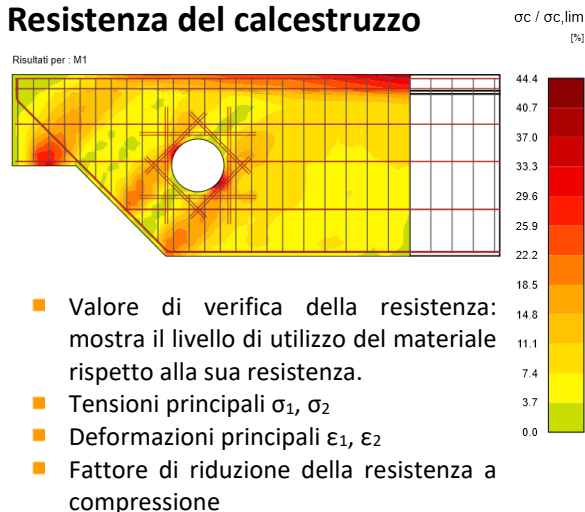 Resistenza del calcestruzzo
σc / σc,lim
[%]
Risultati per : M1
44.4
40.7
37.0
33.3
29.6
25.9
22.2
18.5
14.8
11.1
7.4
3.7
0.0
Valore di verifica della resistenza:
mostra il livello di utilizzo del materiale
rispetto alla sua resistenza.
Tensioni principali σ₁, σ₂
Deformazioni principali ε₁, ε₂
Fattore di riduzione della resistenza a
compressione